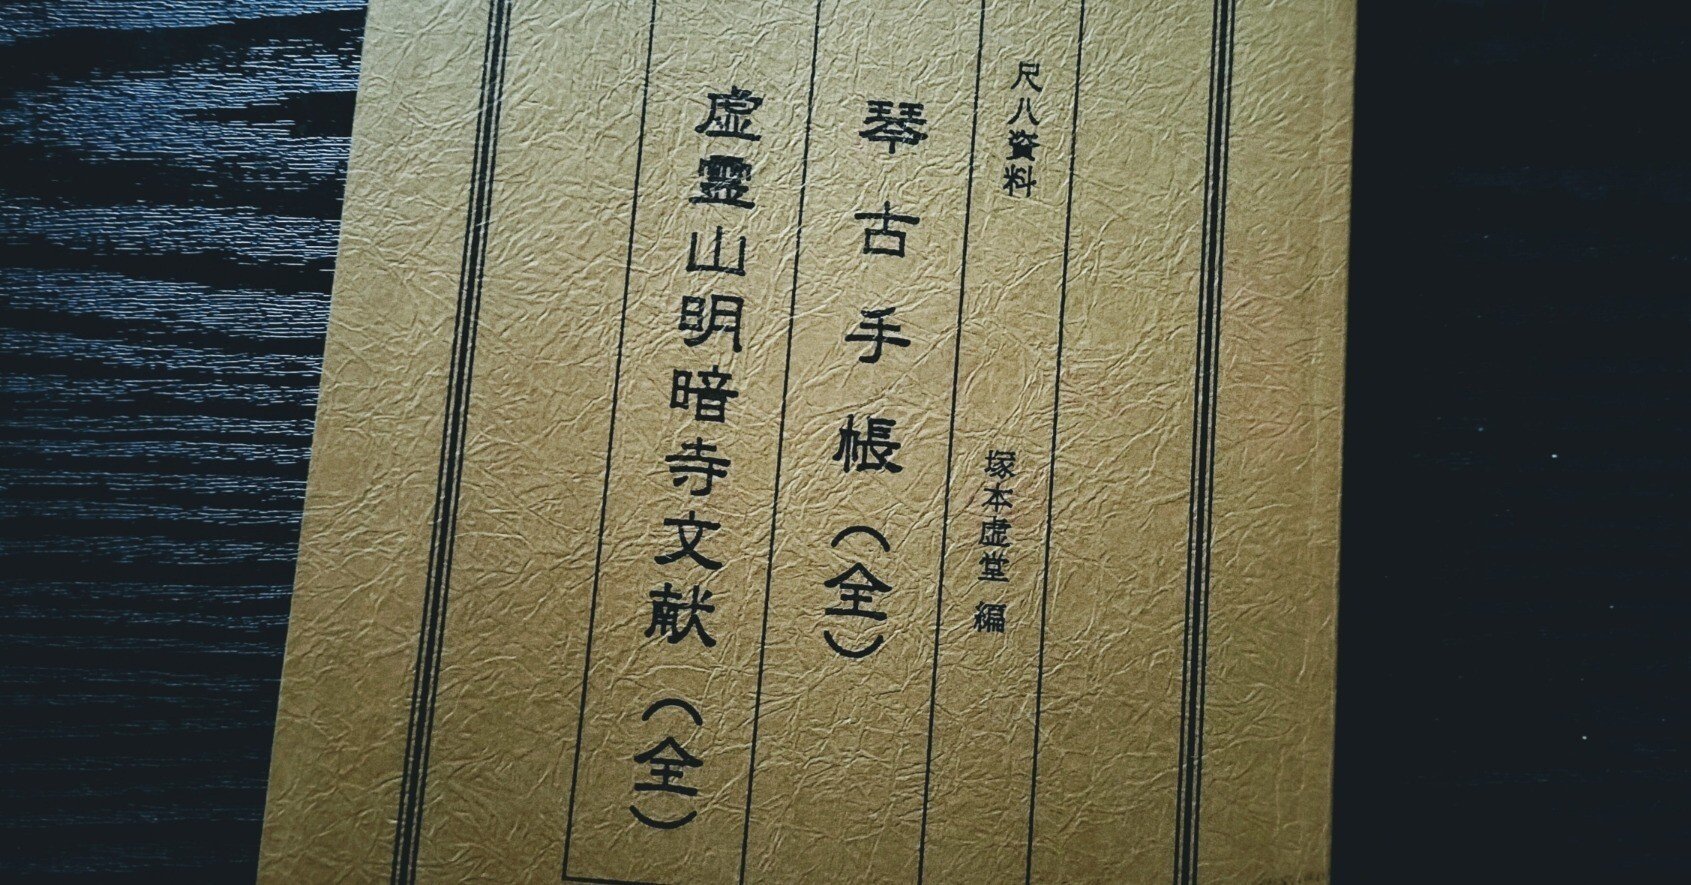 尺八資料　塚本虚堂 編
琴古手帳（全）
虚霊山明暗寺文献（全）